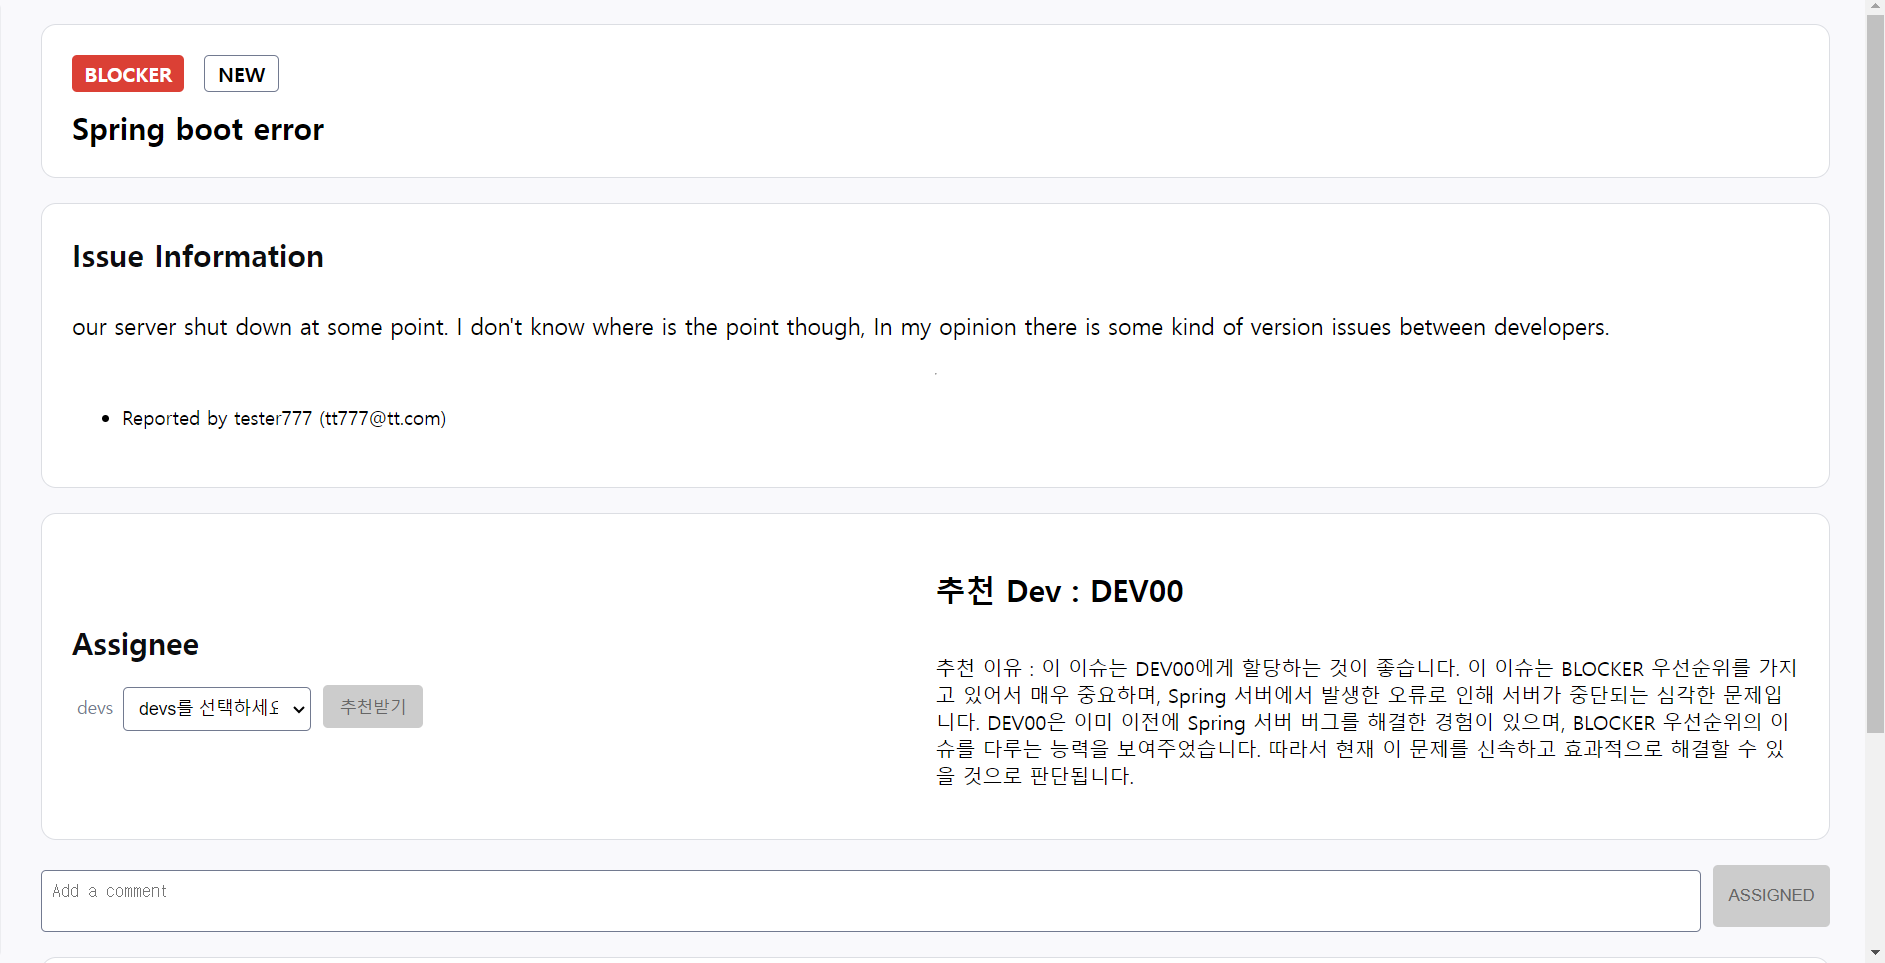 BLOCKER NEW
Spring boot error
Issue Information
our server shut down at some point. I don't know where is the point though, In my opinion there is some kind of version issues between developers.
Reported by tester777 (tt777@tt.com)
Assignee
devs devs를 선택하세요 추천받기
추천 Dev : DEV00
추천 이유 : 이 이슈는 DEV00에게 할당하는 것이 좋습니다. 이 이슈는 BLOCKER 우선순위를 가지
고 있어서 매우 중요하며, Spring 서버에서 발생한 오류로 인해 서버가 중단되는 심각한 문제입
니다. DEV00은 이미 이전에 Spring 서버 버그를 해결한 경험이 있으며, BLOCKER 우선순위의 이
슈를 다루는 능력을 보여주었습니다. 따라서 현재 이 문제를 신속하고 효과적으로 해결할 수 있
을 것으로 판단됩니다.
Add a comment
ASSIGNED